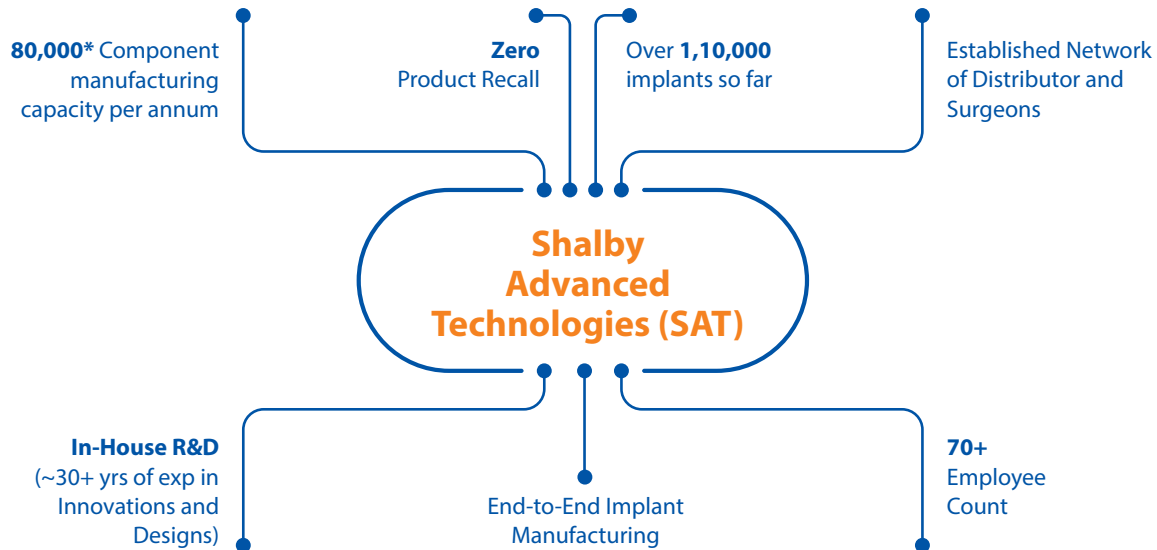 80,000* Component
manufacturing
capacity per annum
Zero
Product Recall
Over 1,10,000
implants so far
Established Network
of Distributor and
Surgeons
Shalby
Advanced
Technologies (SAT)
In-House R&D
(~30+ yrs of exp in
Innovations and
Designs)
End-to-End Implant
Manufacturing
70+
Employee
Count